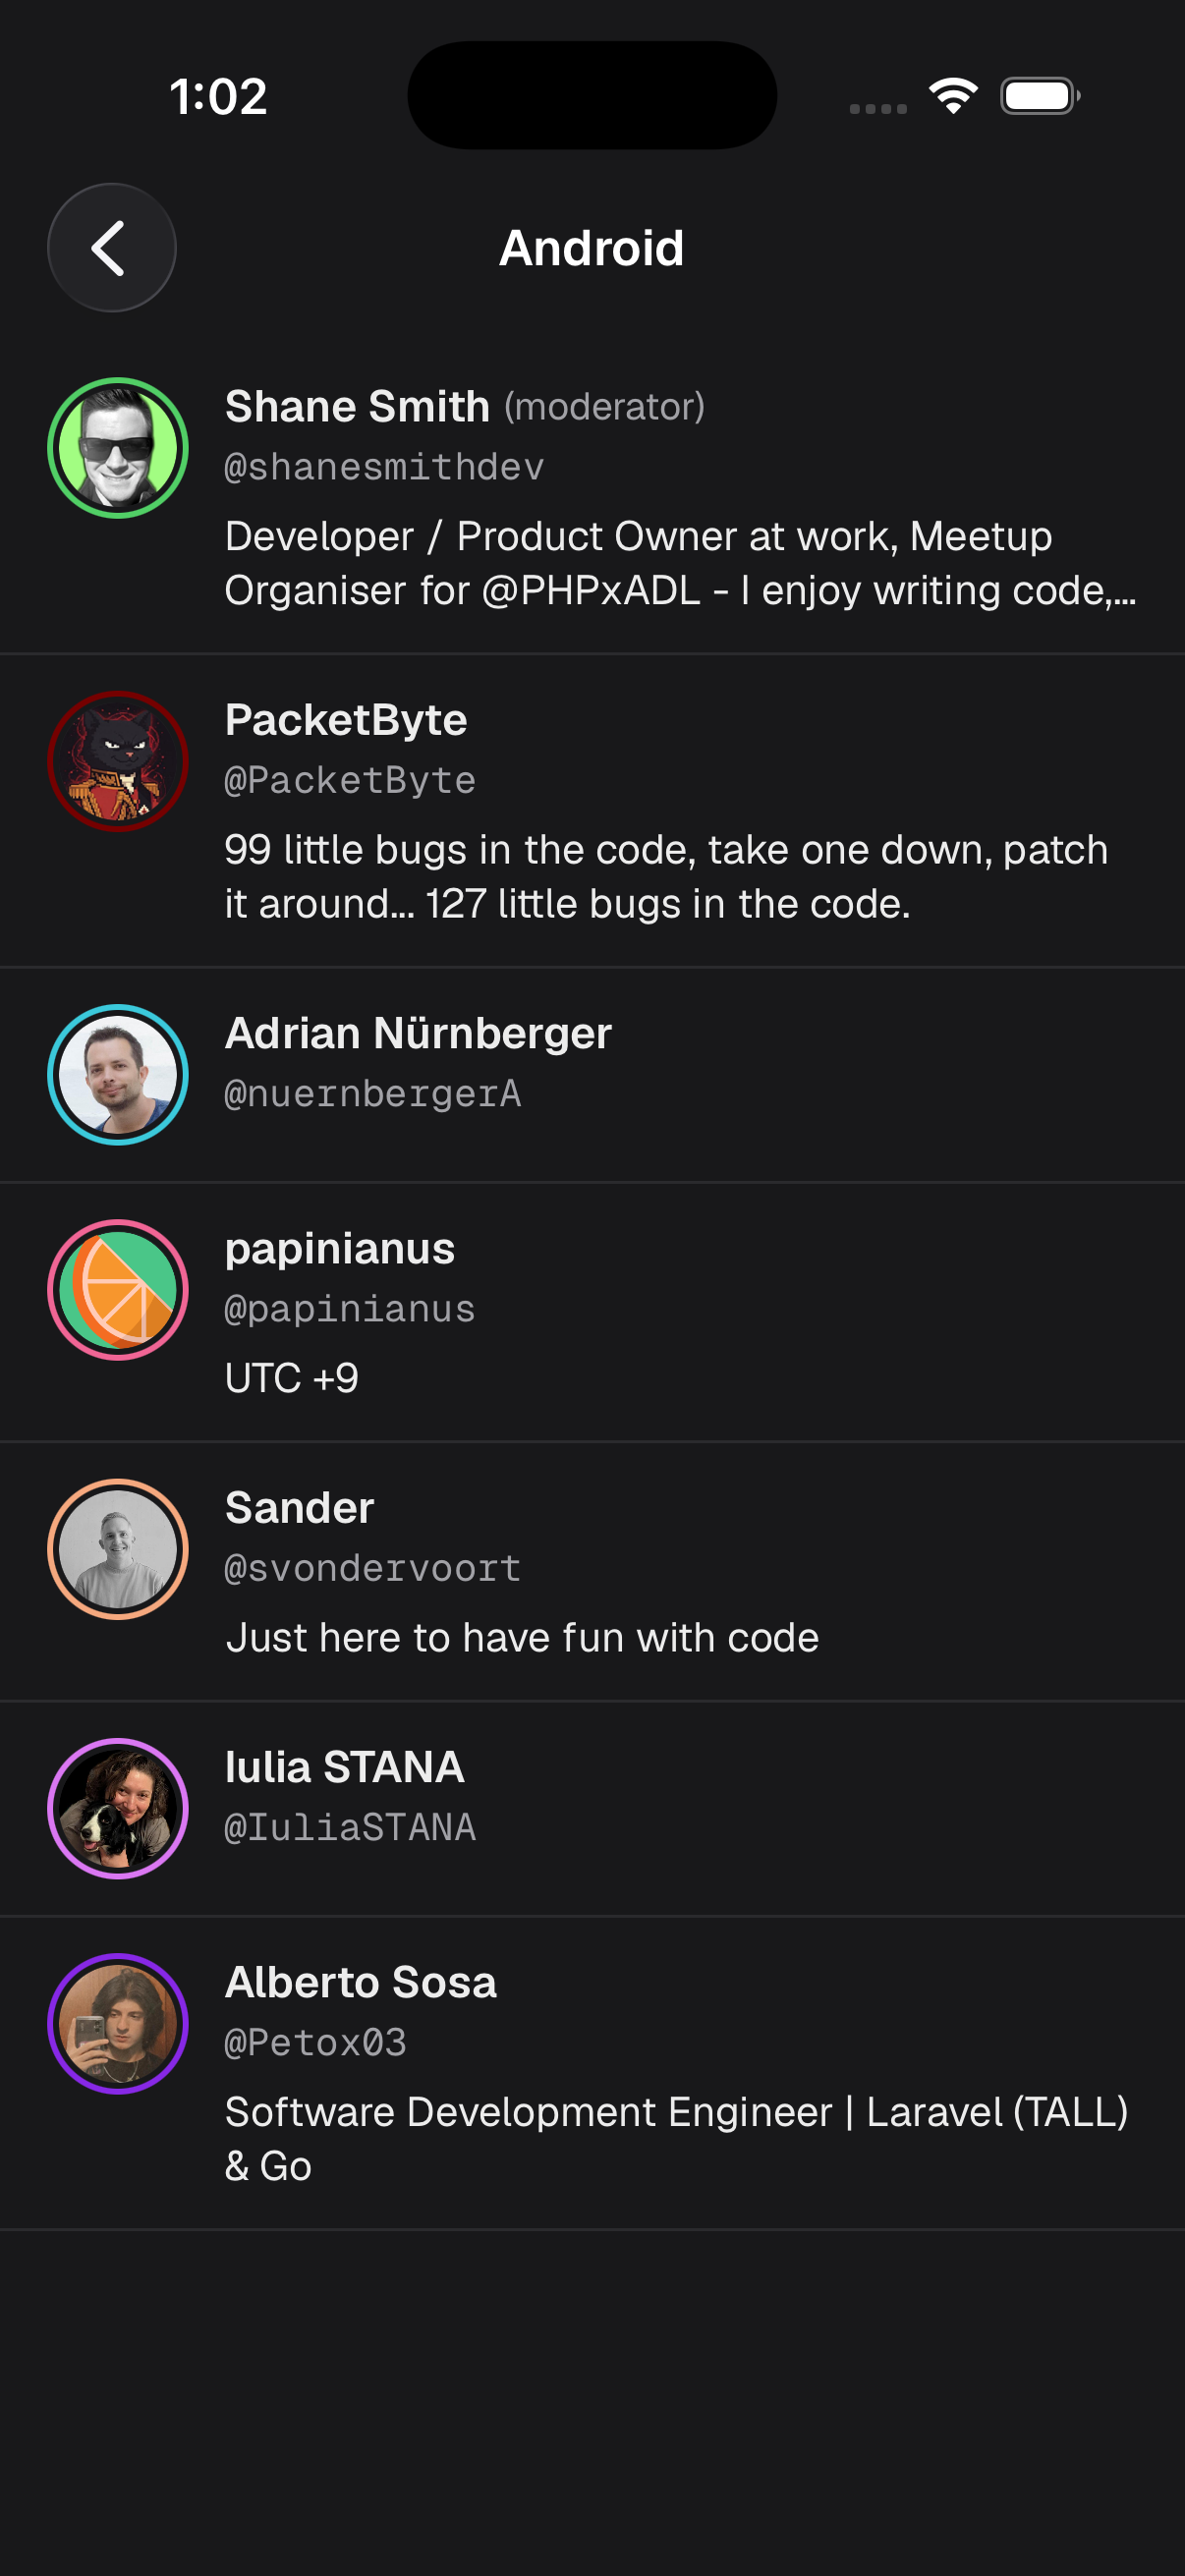 1:02
Android
Shane Smith (moderator)
@shanesmithdev
Developer / Product Owner at work, Meetup
Organiser for @PHPxADL - I enjoy writing code,...
PacketByte
@PacketByte
99 little bugs in the code, take one down, patch
it around... 127 little bugs in the code.
Adrian Nürnberger
@nuernbergerA
papinianus
@papinianus
UTC +9
Sander
@svondervoort
Just here to have fun with code
Iulia STANA
@IuliaSTANA
Alberto Sosa
@Petox03
Software Development Engineer | Laravel (TALL)
& Go